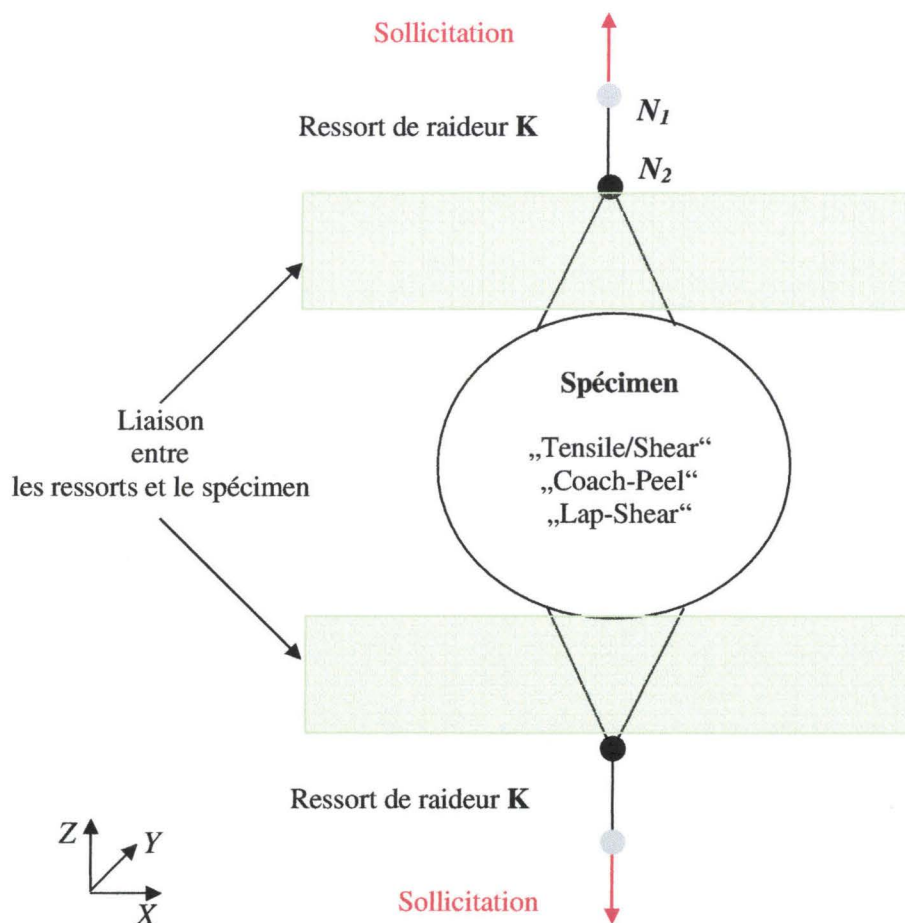 Sollicitation
N1
Ressort de raideur K
N2
Spécimen
„Tensile/Shear“
„Coach-Peel“
„Lap-Shear“
Liaison
entre
les ressorts et le spécimen
Ressort de raideur K
Z
Y
X
Sollicitation